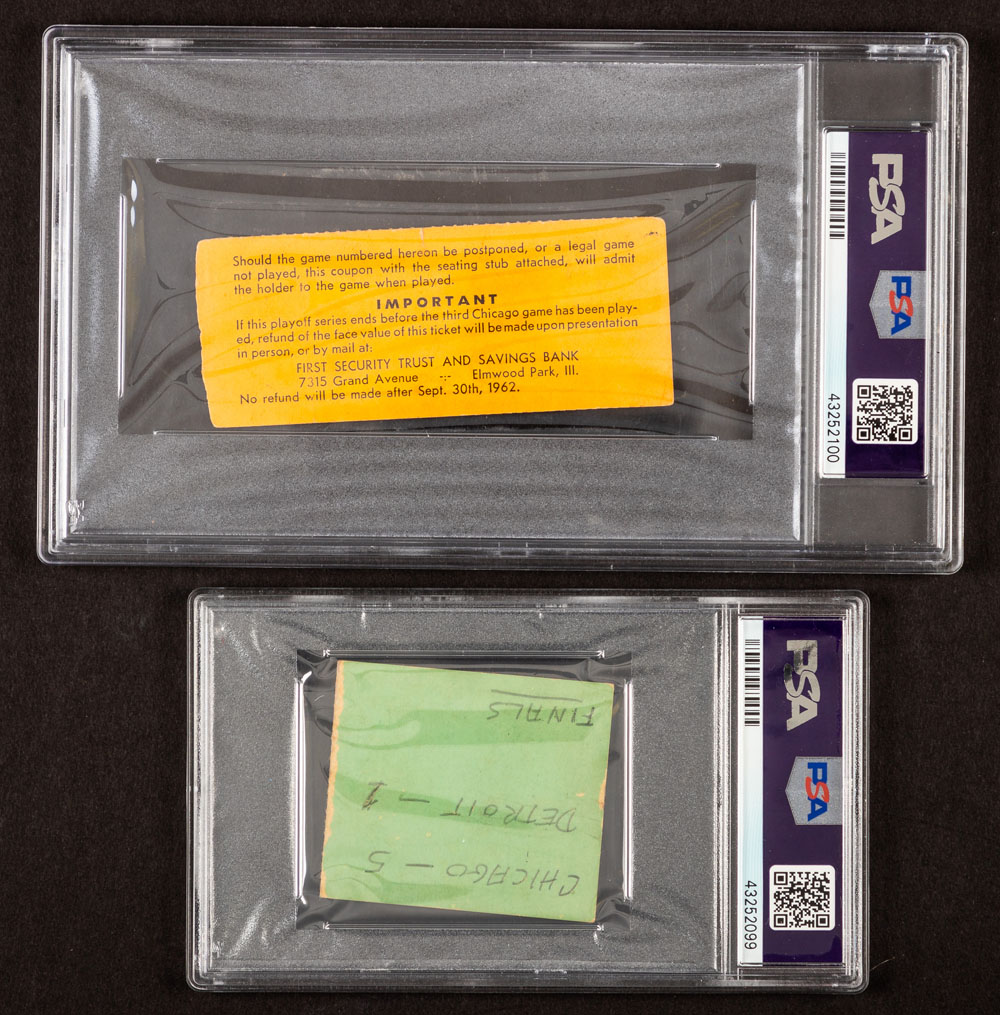 Should the game numbered hereon be postponed, or a legal game
not played, this coupon with the seating stub attached, will admit
the holder to the game when played.
IMPORTANT
If this playoff series ends before the third Chicago game has been play-
ed, refund of the face value of this ticket will be made upon presentation
in person, or by mail at:
FIRST SECURITY TRUST AND SAVINGS BANK
7315 Grand Avenue -:- Elmwood Park, Ill.
No refund will be made after Sept. 30th, 1962.
PSA
PSA
43252100
CHICAGO — 5
DETROIT — 1
FINALS
PSA
PSA
43252099